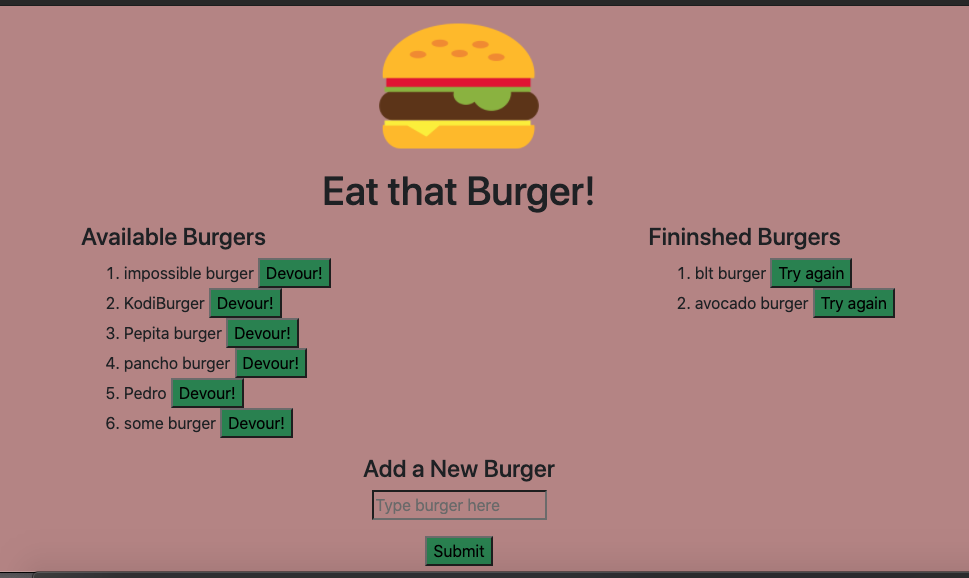 Eat that Burger!
Available Burgers
1. impossible burger Devour!
2. KodiBurger Devour!
3. Pepita burger Devour!
4. pancho burger Devour!
5. Pedro Devour!
6. some burger Devour!
Fininshed Burgers
1. blt burger Try again
2. avocado burger Try again
Add a New Burger
Type burger here
Submit